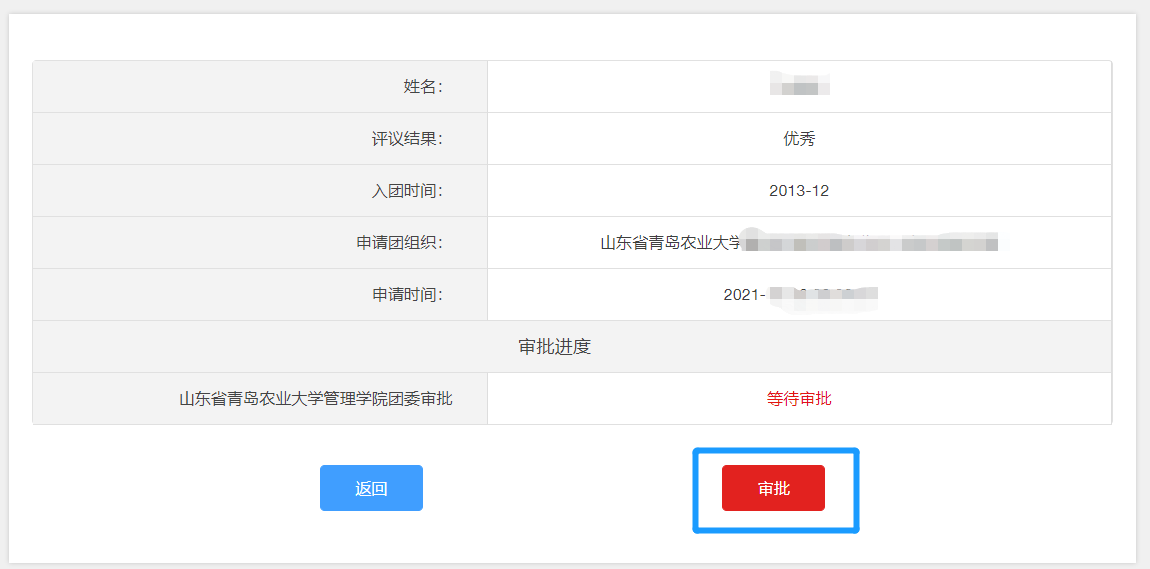 姓名：
评议结果： 优秀
入团时间： 2013-12
申请团组织： 山东省青岛农业大学
申请时间： 2021-
审批进度
山东省青岛农业大学管理学院团委审批 等待审批
返回 审批